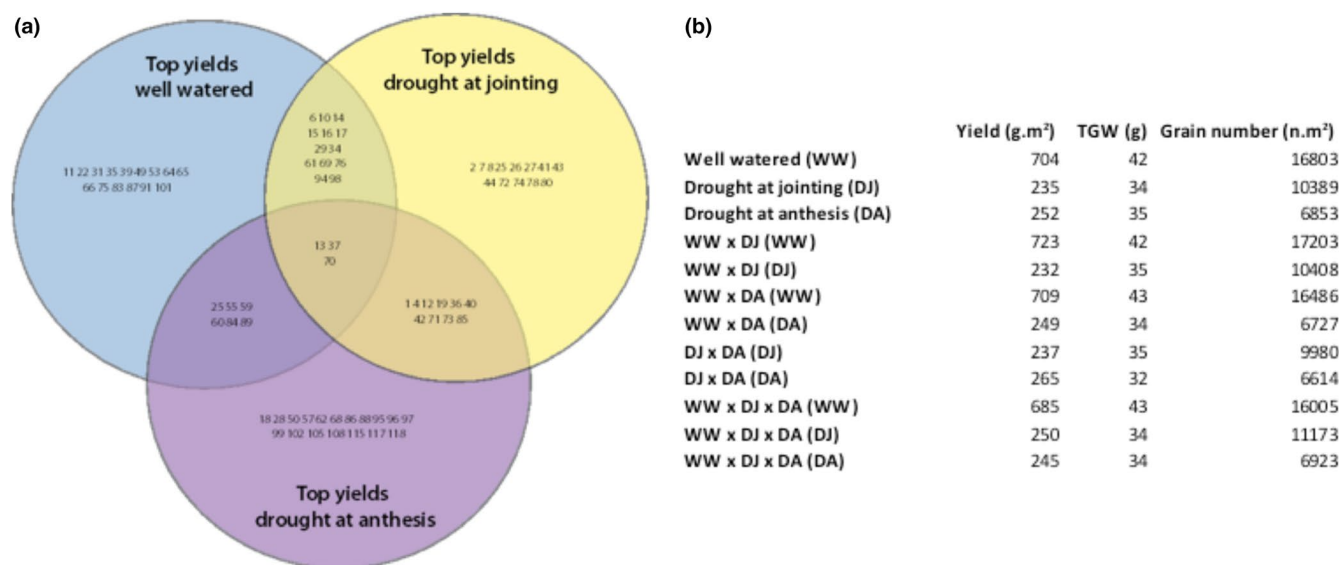 (a)
Top yields
well watered
Top yields
drought at jointing
6 10 14
15 16 17
29 34
61 69 76
94 98
11 22 31 35 39 49 53 64 65
66 75 83 87 91 101
2 7 8 25 26 27 41 43
44 72 74 78 80
13 37
70
25 55 59
60 84 89
1 4 12 19 36 40
42 71 73 85
18 28 50 57 62 68 86 88 95 96 97
99 102 105 108 115 117 118
Top yields
drought at anthesis
(b)
Yield (g.m²) TGW (g) Grain number (n.m²)
Well watered (WW) 704 42 16803
Drought at jointing (DJ) 235 34 10389
Drought at anthesis (DA) 252 35 6853
WW x DJ (WW) 723 42 17203
WW x DJ (DJ) 232 35 10408
WW x DA (WW) 709 43 16486
WW x DA (DA) 249 34 6727
DJ x DA (DJ) 237 35 9980
DJ x DA (DA) 265 32 6614
WW x DJ x DA (WW) 685 43 16005
WW x DJ x DA (DJ) 250 34 11173
WW x DJ x DA (DA) 245 34 6923